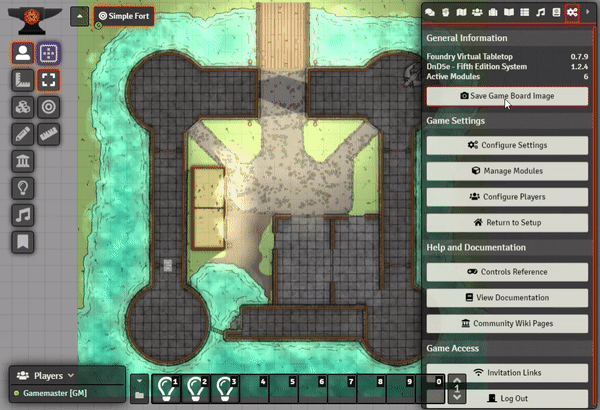 Simple Fort
General Information
Foundry Virtual Tabletop 0.7.9
DnD5e - Fifth Edition System 1.2.4
Active Modules 6
Save Game Board Image
Game Settings
Configure Settings
Manage Modules
Configure Players
Return to Setup
Help and Documentation
Controls Reference
View Documentation
Community Wiki Pages
Game Access
Invitation Links
Log Out
Players
Gamemaster [GM]
1 2 3 4 5 6 7 8 9 0
1